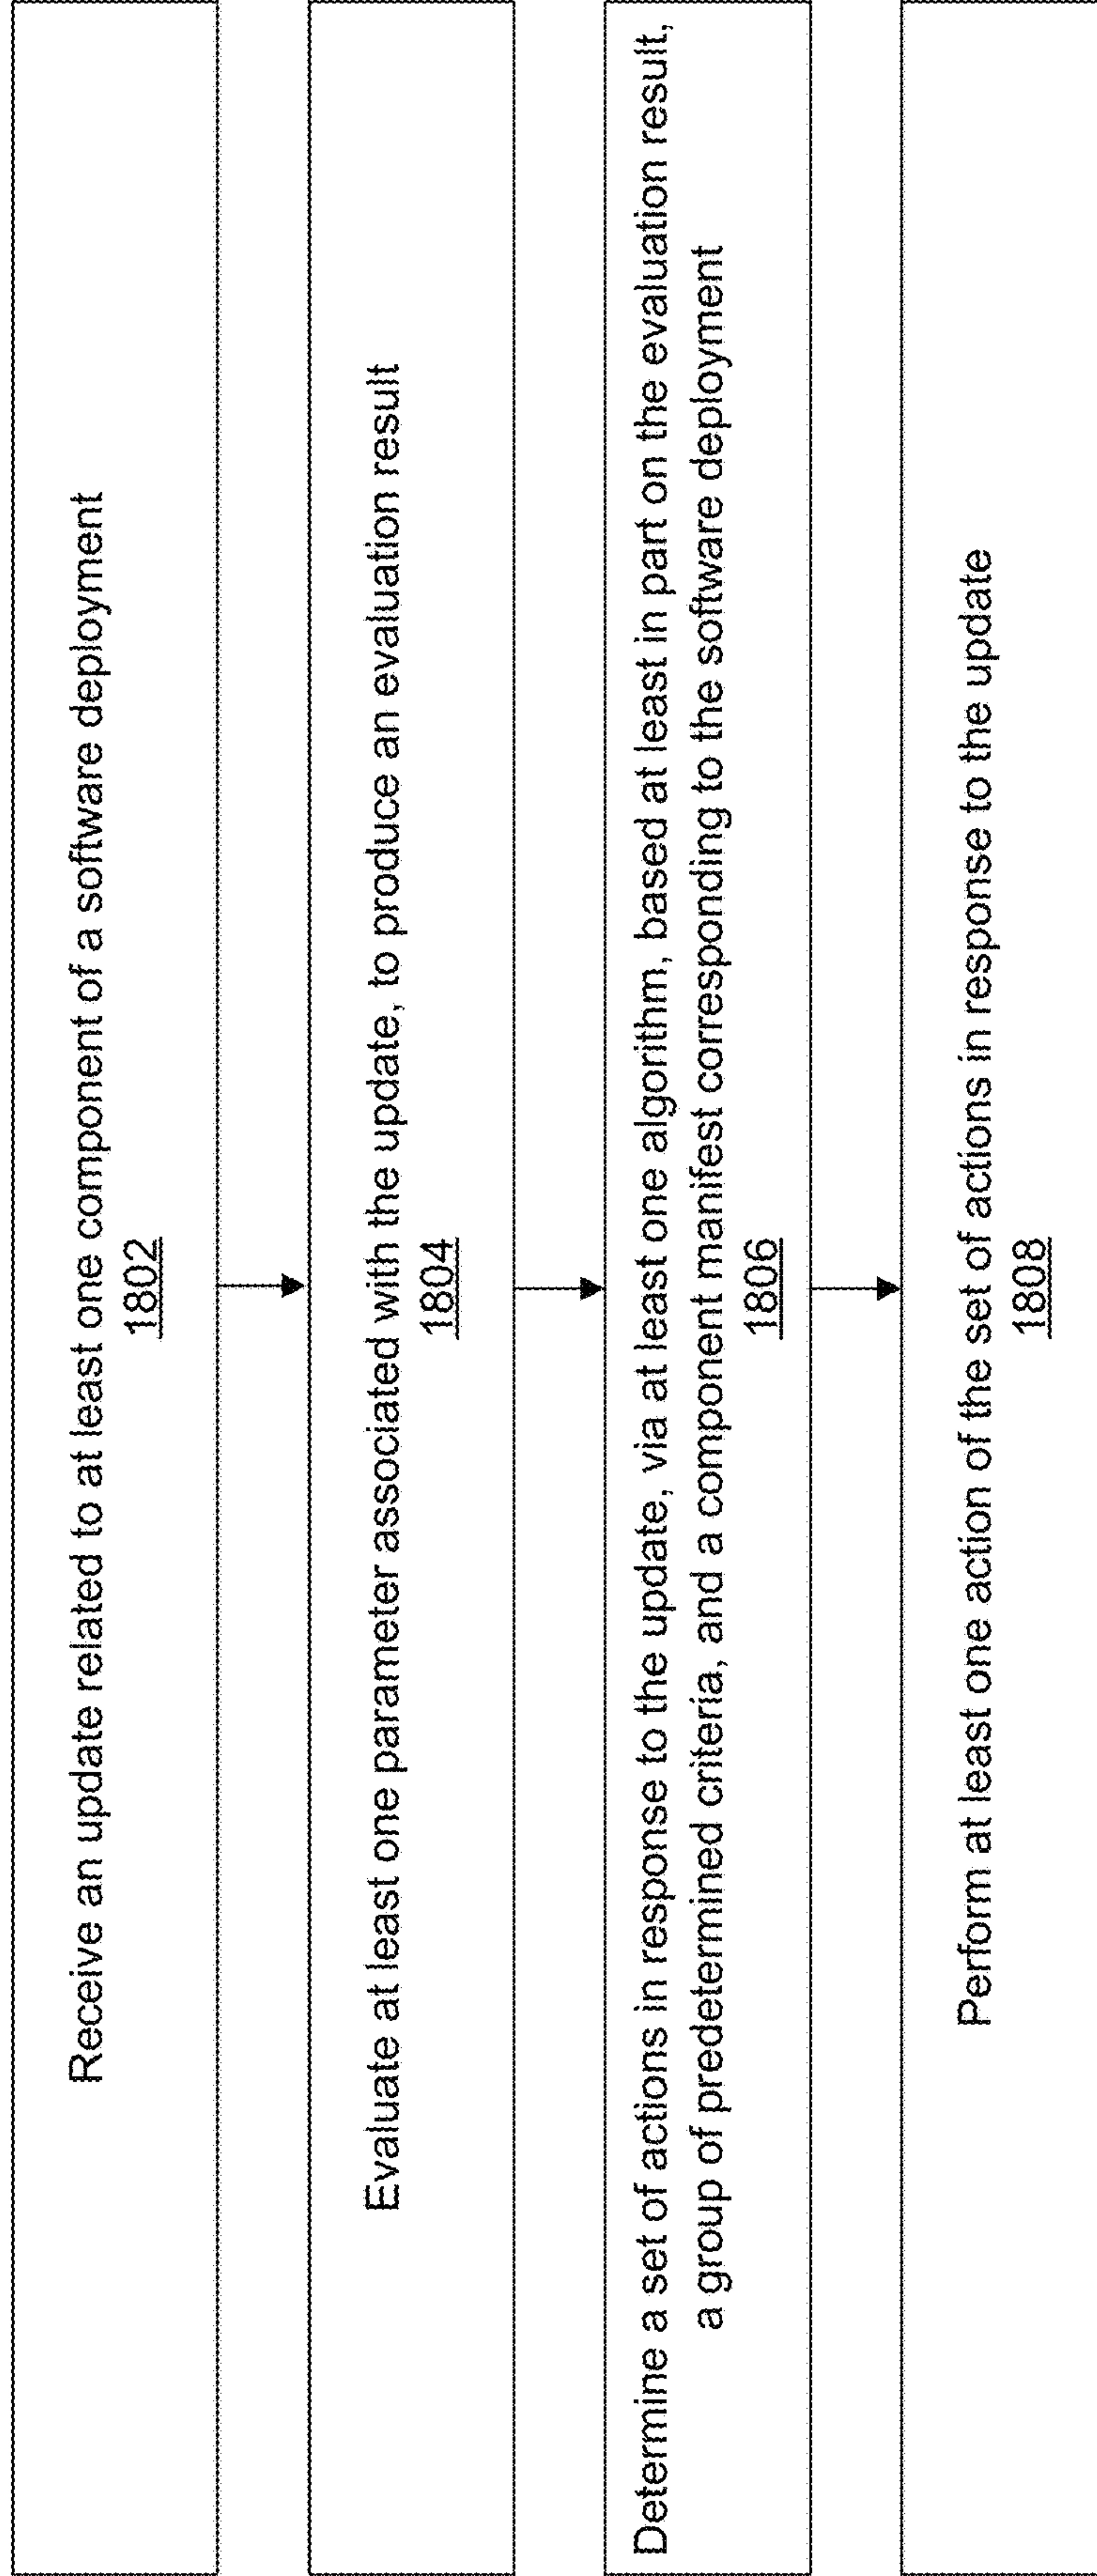 Receive an update related to at least one component of a software deployment
1802
Evaluate at least one parameter associated with the update, to produce an evaluation result
1804
Determine a set of actions in response to the update, via at least one algorithm, based at least in part on the evaluation result,
a group of predetermined criteria, and a component manifest corresponding to the software deployment
1806
Perform at least one action of the set of actions in response to the update
1808